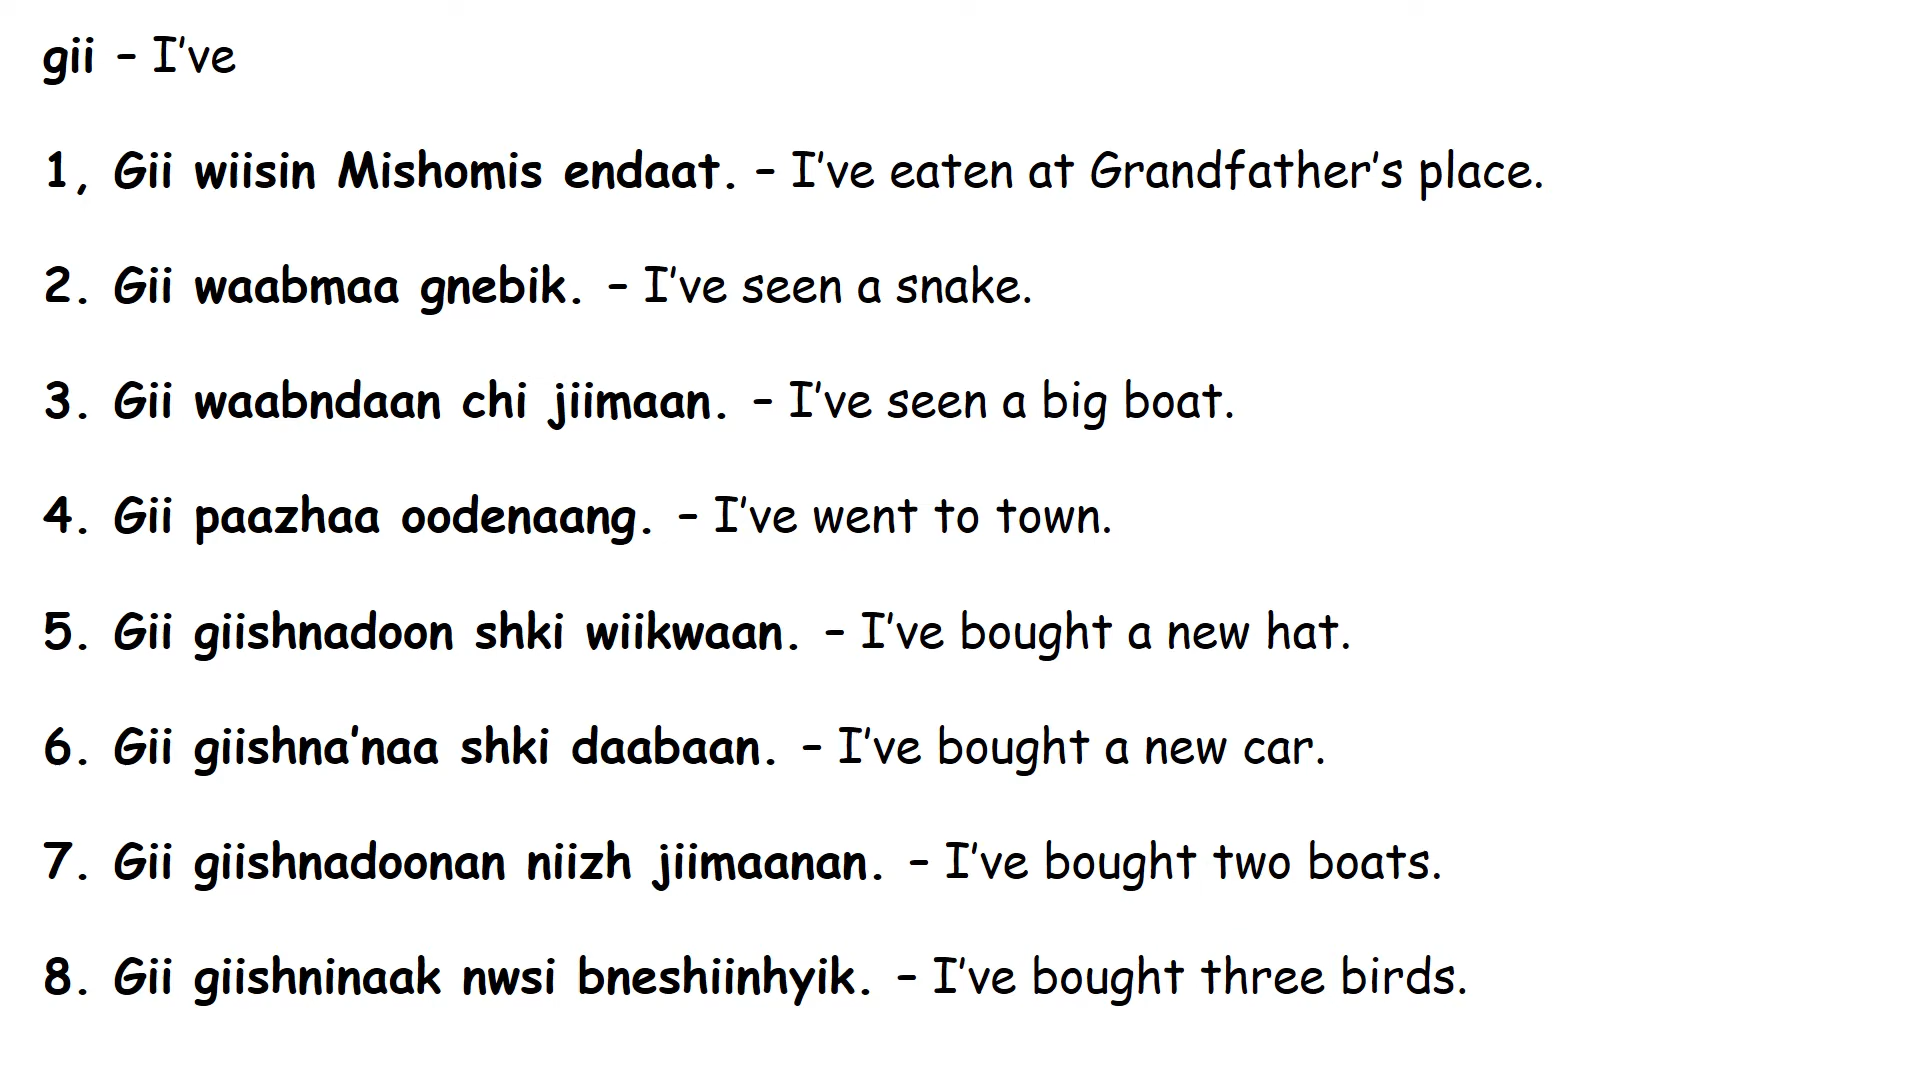 gii – I’ve
1, Gii wiisin Mishomis endaat. – I’ve eaten at Grandfather’s place.
2. Gii waabmaa gnebik. – I’ve seen a snake.
3. Gii waabndaan chi jiimaan. – I’ve seen a big boat.
4. Gii paazhaa oodenaang. – I’ve went to town.
5. Gii giishnadoon shki wiikwaan. – I’ve bought a new hat.
6. Gii giishna’naa shki daabaan. – I’ve bought a new car.
7. Gii giishnadoonan niizh jiimaanan. – I’ve bought two boats.
8. Gii giishninaak nwsi bneshiinhyik. – I’ve bought three birds.